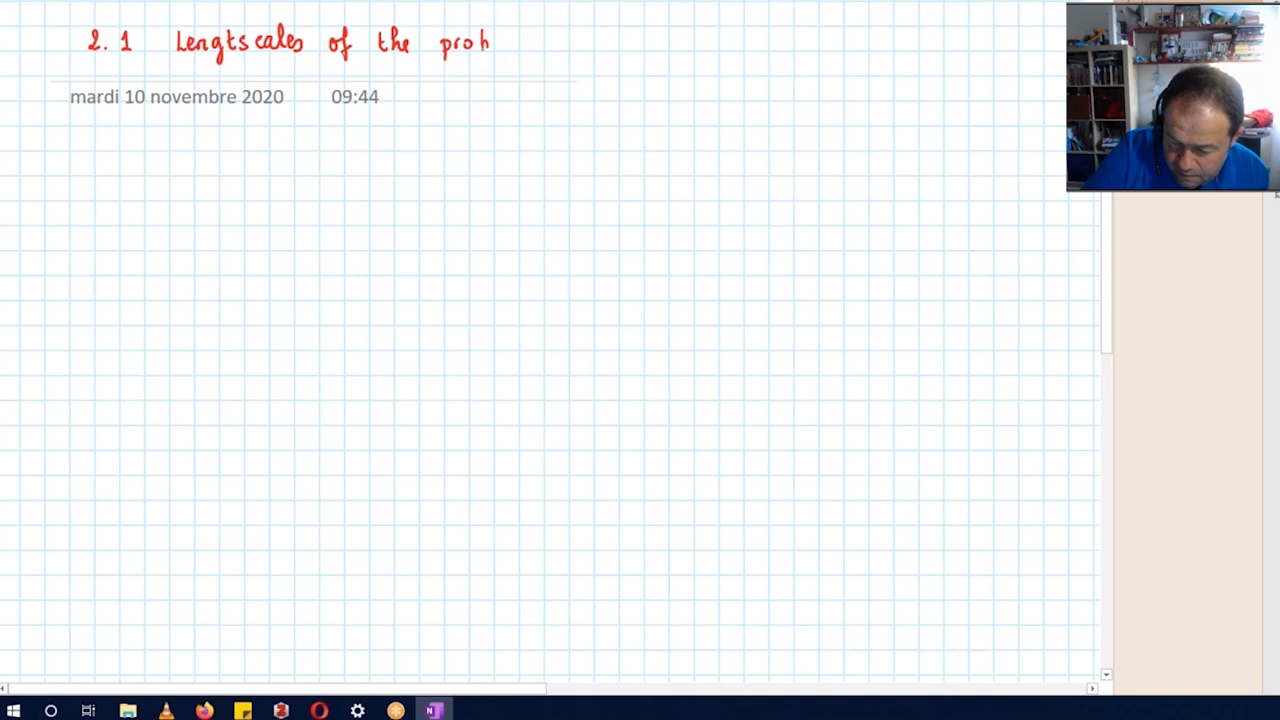 2. 1 Lengtscales of the prob
mardi 10 novembre 2020 09:44